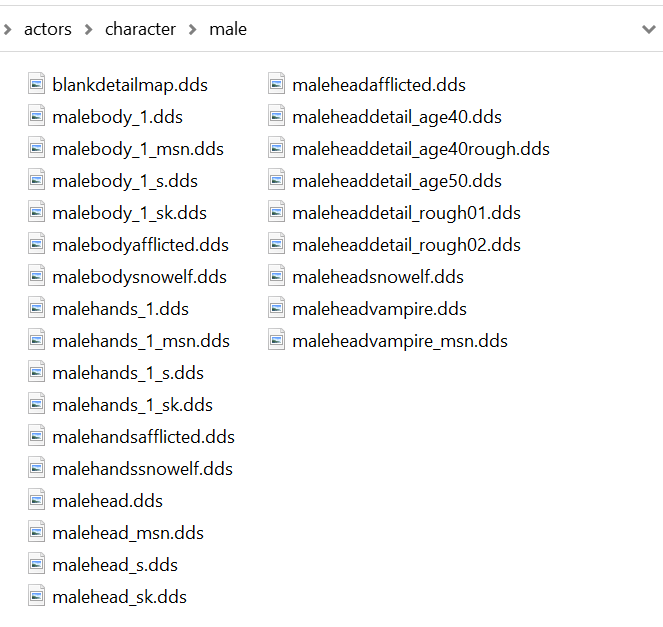 actors > character > male
blankdetailmap.dds
malebody_1.dds
malebody_1_msn.dds
malebody_1_s.dds
malebody_1_sk.dds
malebodyafflicted.dds
malebodysnowelf.dds
malehands_1.dds
malehands_1_msn.dds
malehands_1_s.dds
malehands_1_sk.dds
malehandsafflicted.dds
malehandssnowelf.dds
malehead.dds
malehead_msn.dds
malehead_s.dds
malehead_sk.dds
maleheadafflicted.dds
maleheaddetail_age40.dds
maleheaddetail_age40rough.dds
maleheaddetail_age50.dds
maleheaddetail_rough01.dds
maleheaddetail_rough02.dds
maleheadsnowelf.dds
maleheadvampire.dds
maleheadvampire_msn.dds